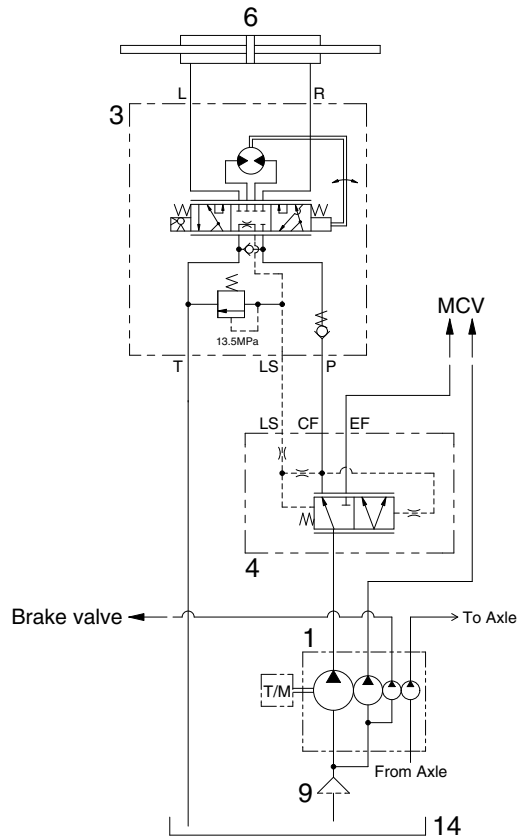 6
L R
3
13.5MPa
MCV
T LS P
LS CF EF
4
Brake valve
To Axle
1
T/M
From Axle
9
14